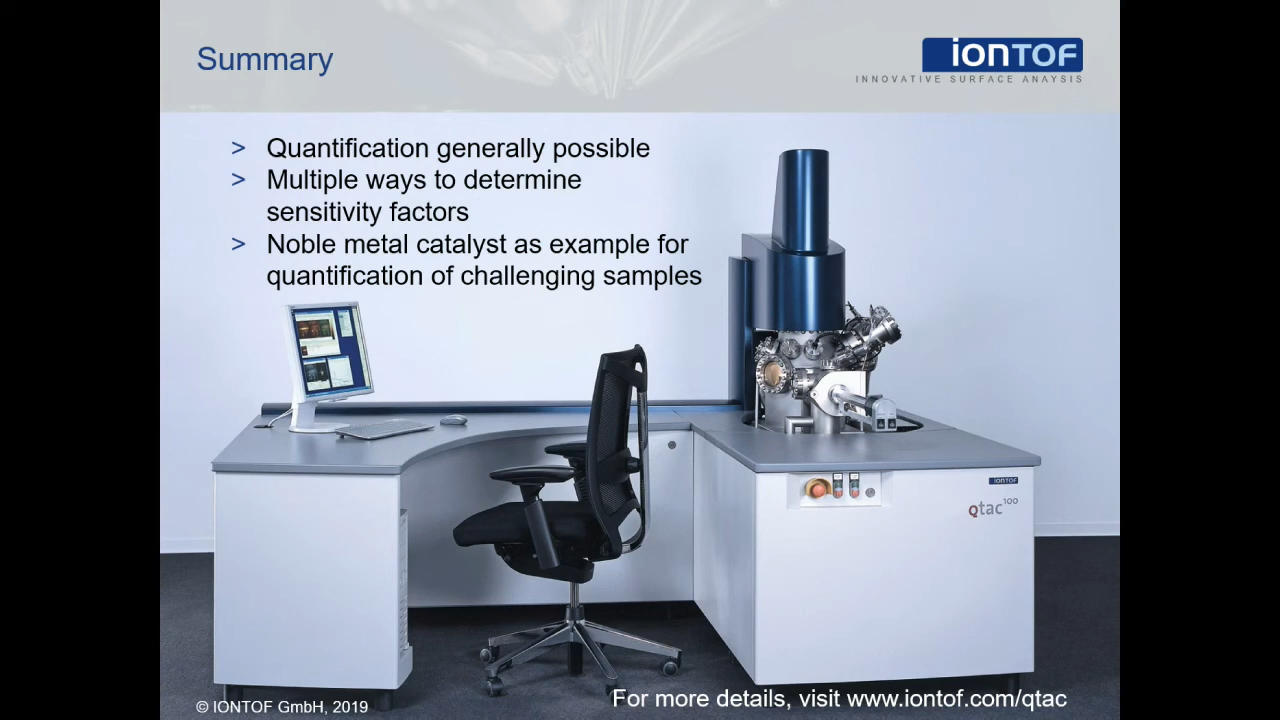 Summary
iONTOF
INNOVATIVE SURFACE ANAYSIS
> Quantification generally possible
> Multiple ways to determine
sensitivity factors
> Noble metal catalyst as example for
quantification of challenging samples
iONTOF
Qtac100
For more details, visit www.iontof.com/qtac
© IONTOF GmbH, 2019